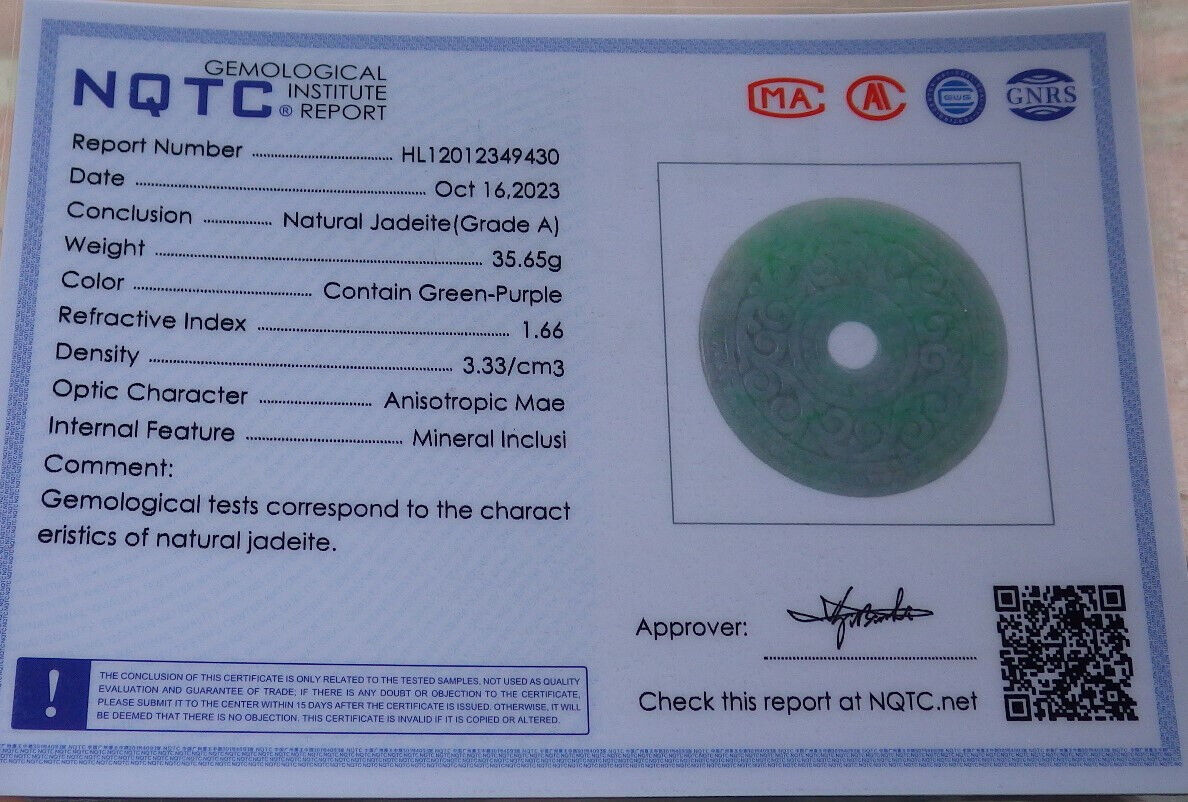 NQTC® GEMOLOGICAL
INSTITUTE
REPORT
MA
GNRS
Report Number ........ HL12012349430
Date ........ Oct 16,2023
Conclusion ........ Natural Jadeite(Grade A)
Weight ........ 35.65g
Color ........ Contain Green-Purple
Refractive Index ........ 1.66
Density ........ 3.33/cm3
Optic Character ........ Anisotropic Mae
Internal Feature ........ Mineral Inclusi
Comment:
Gemological tests correspond to the charact
eristics of natural jadeite.
Approver:
Check this report at NQTC.net
!
THE CONCLUSION OF THIS CERTIFICATE IS ONLY RELATED TO THE TESTED SAMPLES, NOT USED AS QUALITY
EVALUATION AND GUARANTEE OF TRADE; IF THERE IS ANY DOUBT OR OBJECTION TO THE CERTIFICATE,
PLEASE SUBMIT IT TO THE CENTER WITHIN 15 DAYS AFTER THE CERTIFICATE IS ISSUED. OTHERWISE, IT WILL
BE DEEMED THAT THERE IS NO OBJECTION. THIS CERTIFICATE IS INVALID IF IT IS COPIED OR ALTERED.